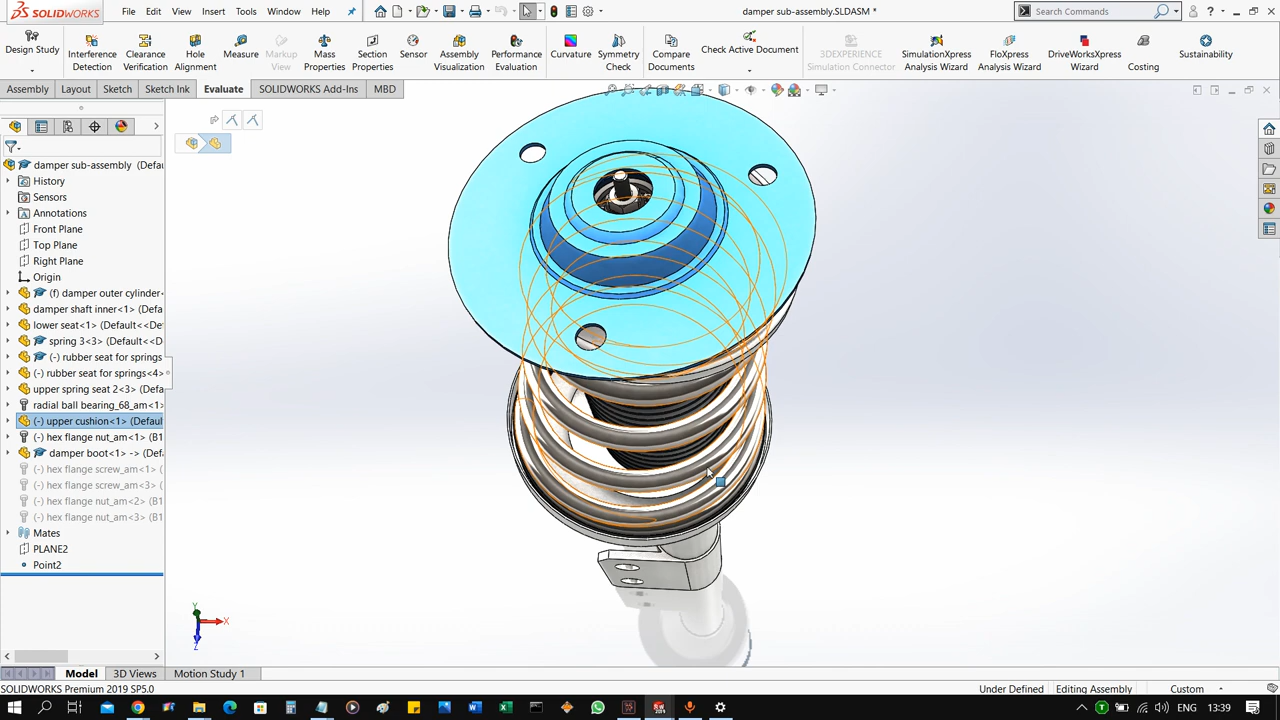 SOLIDWORKS File Edit View Insert Tools Window Help damper sub-assembly.SLDASM * Search Commands
Design Study Interference Detection Clearance Verification Hole Alignment Measure Markup View Mass Properties Section Properties Sensor Assembly Visualization Performance Evaluation Curvature Symmetry Check Compare Documents Check Active Document 3DEXPERIENCE Simulation Connector SimulationXpress Analysis Wizard FloXpress Analysis Wizard DriveWorksXpress Wizard Costing Sustainability
Assembly Layout Sketch Sketch Ink Evaluate SOLIDWORKS Add-Ins MBD
damper sub-assembly (Defau
History
Sensors
Annotations
Front Plane
Top Plane
Right Plane
Origin
(f) damper outer cylinder
damper shaft inner<1> (Defa
lower seat<1> (Default<<De
spring 3<3> (Default<<D
(-) rubber seat for springs
(-) rubber seat for springs<4>
upper spring seat 2<3> (Defa
radial ball bearing_68_am<1>
(-) upper cushion<1> (Defaul
(-) hex flange nut_am<1> (B1
damper boot<1> -> (Defaul
(-) hex flange screw_am<1> (
(-) hex flange screw_am<3> (
(-) hex flange nut_am<2> (B1
(-) hex flange nut_am<3> (B1
Mates
PLANE2
Point2
Y
X
Z
Model 3D Views Motion Study 1
SOLIDWORKS Premium 2019 SP5.0 Under Defined Editing Assembly Custom
ENG 13:39